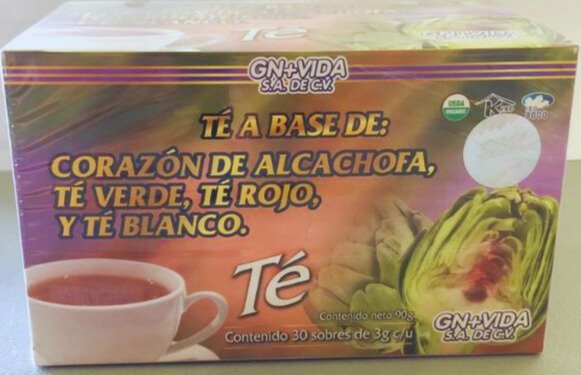 Té
GN+VIDA
S.A. DE C.V.
USDA
ORGANIC
TÉ A BASE DE:
CORAZÓN DE ALCACHOFA,
TÉ VERDE, TÉ ROJO,
Y TÉ BLANCO.
Té
Contenido neto 90g
Contenido 30 sobres de 3g c/u
GN+VIDA
S.A. DE C.V.